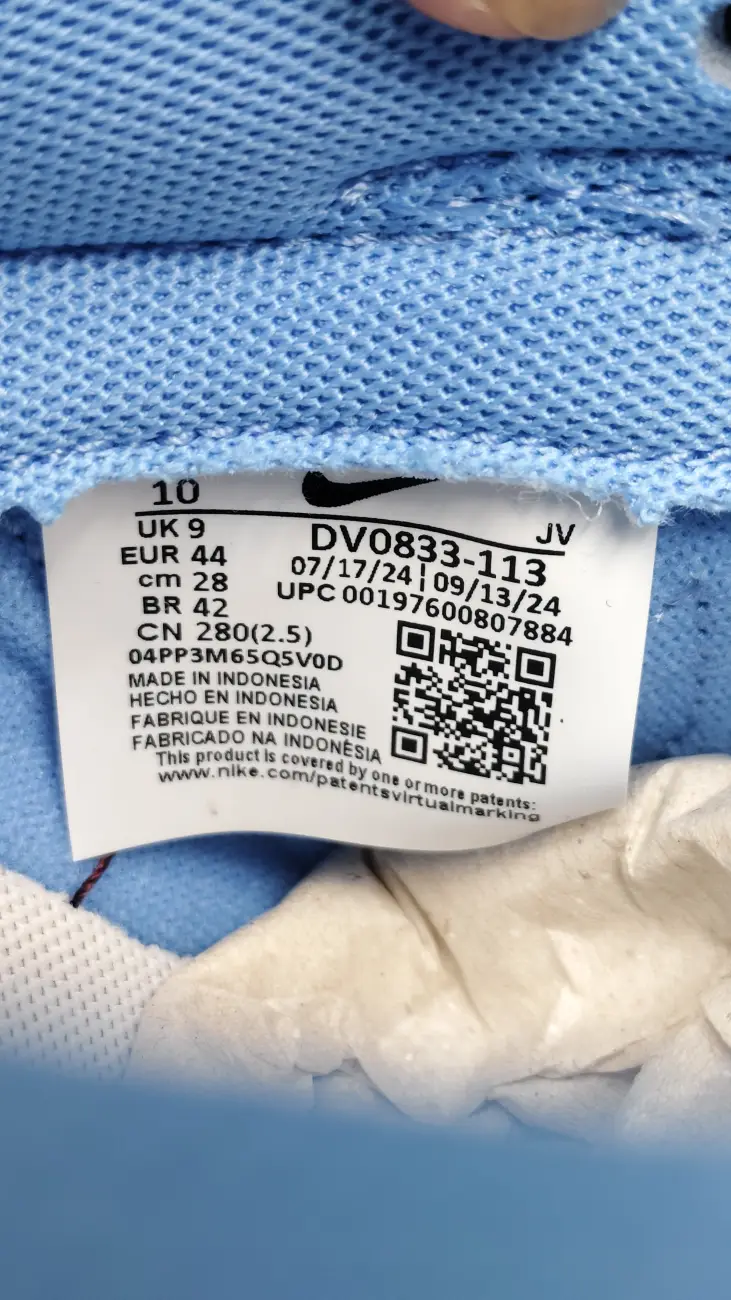 10
UK 9
EUR 44
cm 28
BR 42
CN 280(2.5)
JV
DV0833-113
07/17/24 | 09/13/24
UPC 00197600807884
04PP3M65Q5V0D
MADE IN INDONESIA
HECHO EN INDONESIA
FABRIQUE EN INDONESIE
FABRICADO NA INDONÈSIA
This product is covered by one or more patents:
www.nike.com/patentsvirtualmarking